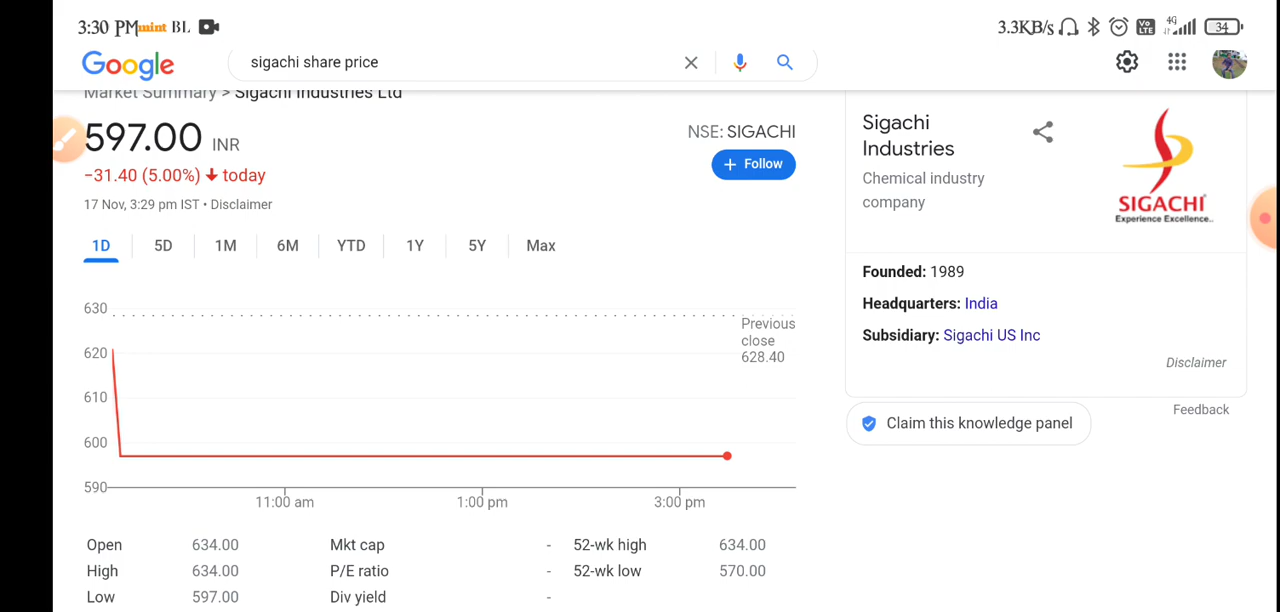 3:30 PM mint BL 3.3KB/s Vo LTE 4G 34
Google sigachi share price
Market Summary > Sigachi Industries Ltd
597.00 INR
−31.40 (5.00%) ↓ today
17 Nov, 3:29 pm IST • Disclaimer
NSE: SIGACHI
+ Follow
1D 5D 1M 6M YTD 1Y 5Y Max
630
620
610
600
590
Previous
close
628.40
11:00 am 1:00 pm 3:00 pm
Open 634.00 Mkt cap - 52-wk high 634.00
High 634.00 P/E ratio - 52-wk low 570.00
Low 597.00 Div yield -
Sigachi
Industries
Chemical industry
company
SIGACHI
Experience Excellence..
Founded: 1989
Headquarters: India
Subsidiary: Sigachi US Inc
Disclaimer
Feedback
Claim this knowledge panel